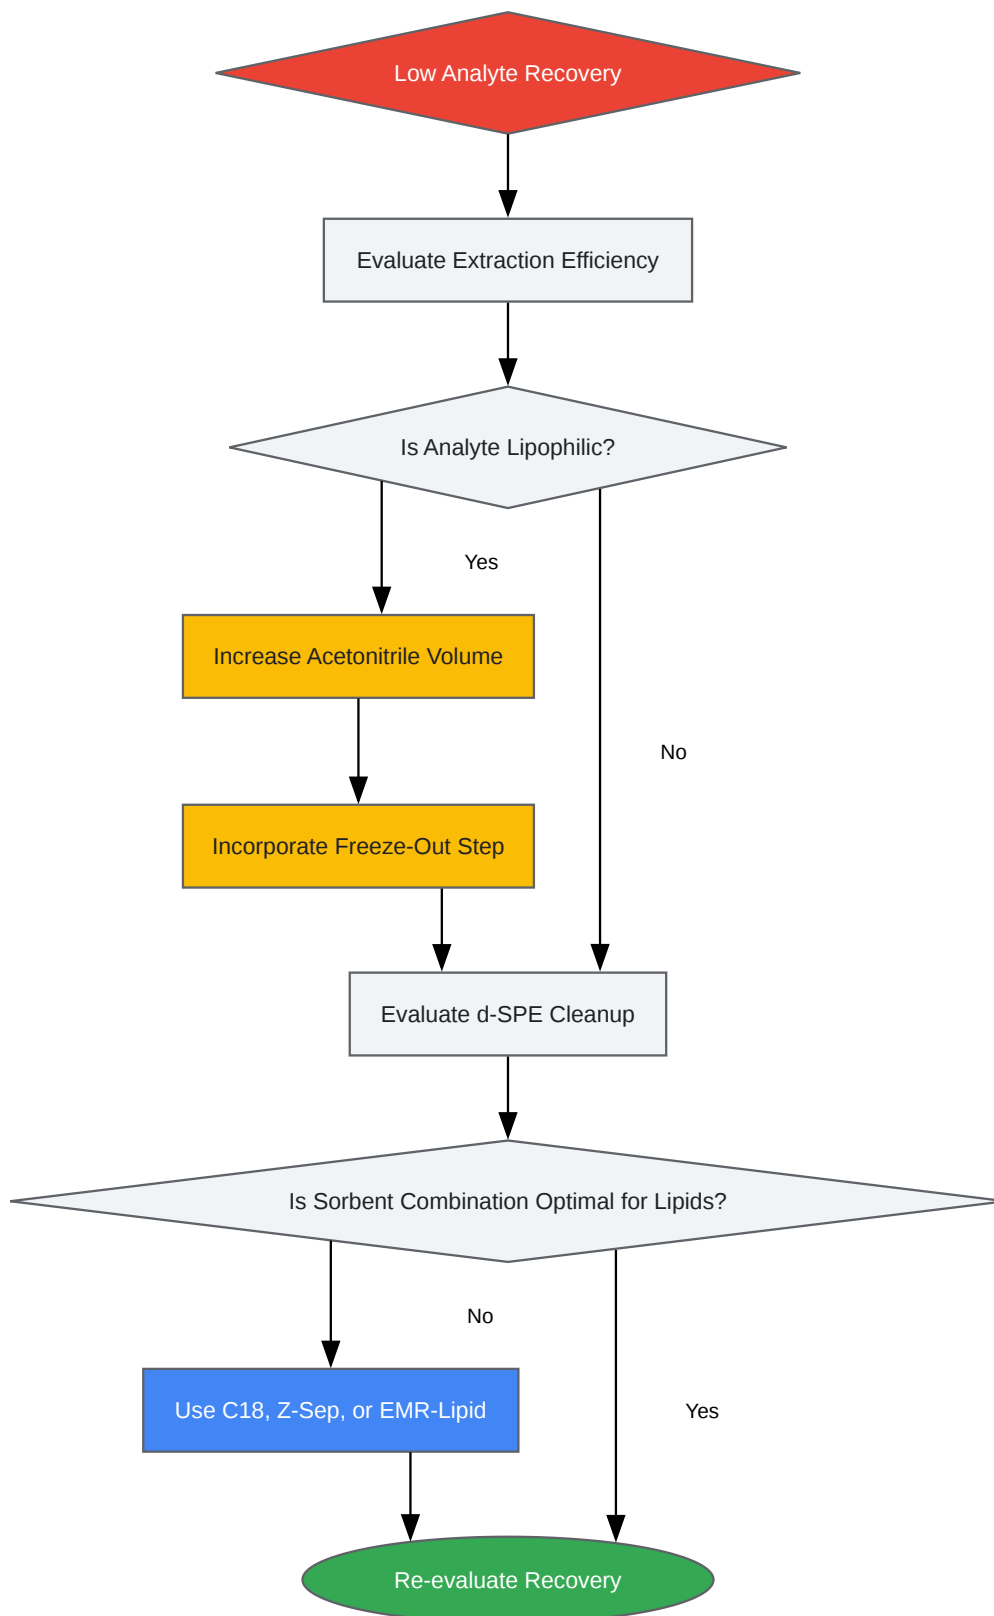 Low Analyte Recovery
Evaluate Extraction Efficiency
Is Analyte Lipophilic?
Yes
Increase Acetonitrile Volume
No
Incorporate Freeze-Out Step
Evaluate d-SPE Cleanup
Is Sorbent Combination Optimal for Lipids?
No
Use C18, Z-Sep, or EMR-Lipid
Yes
Re-evaluate Recovery